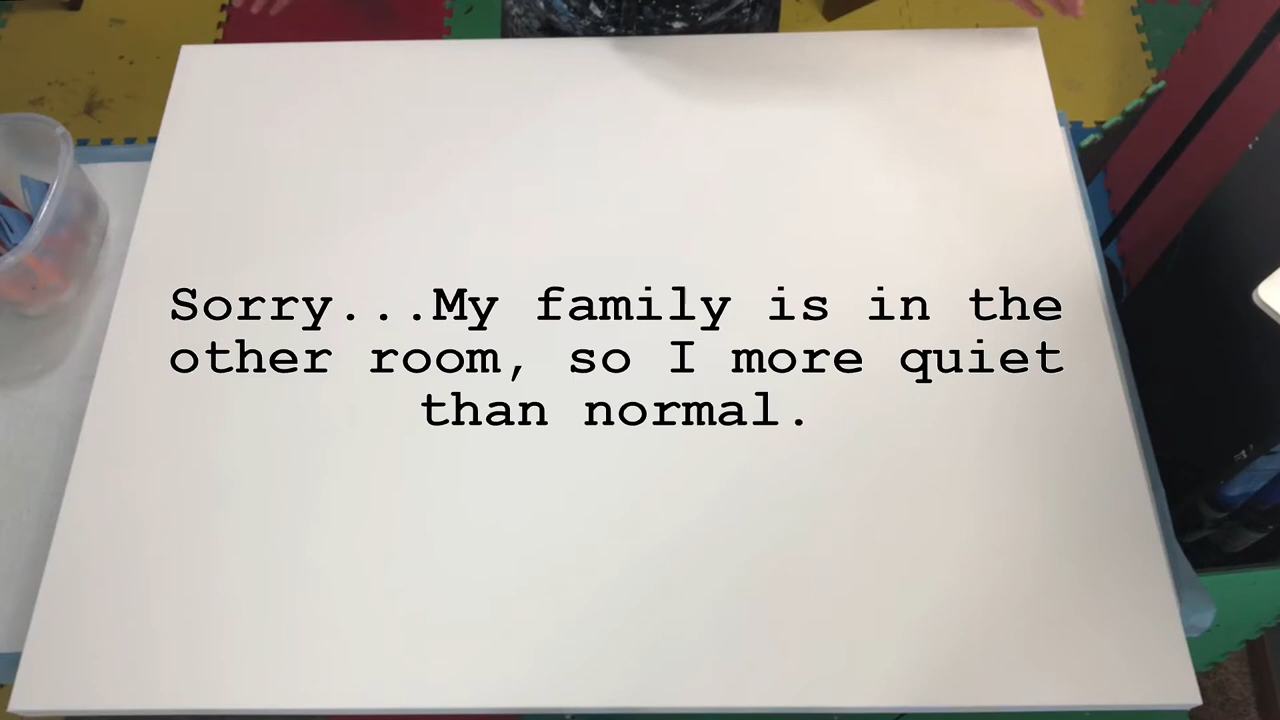 Sorry...My family is in the
other room, so I more quiet
than normal.